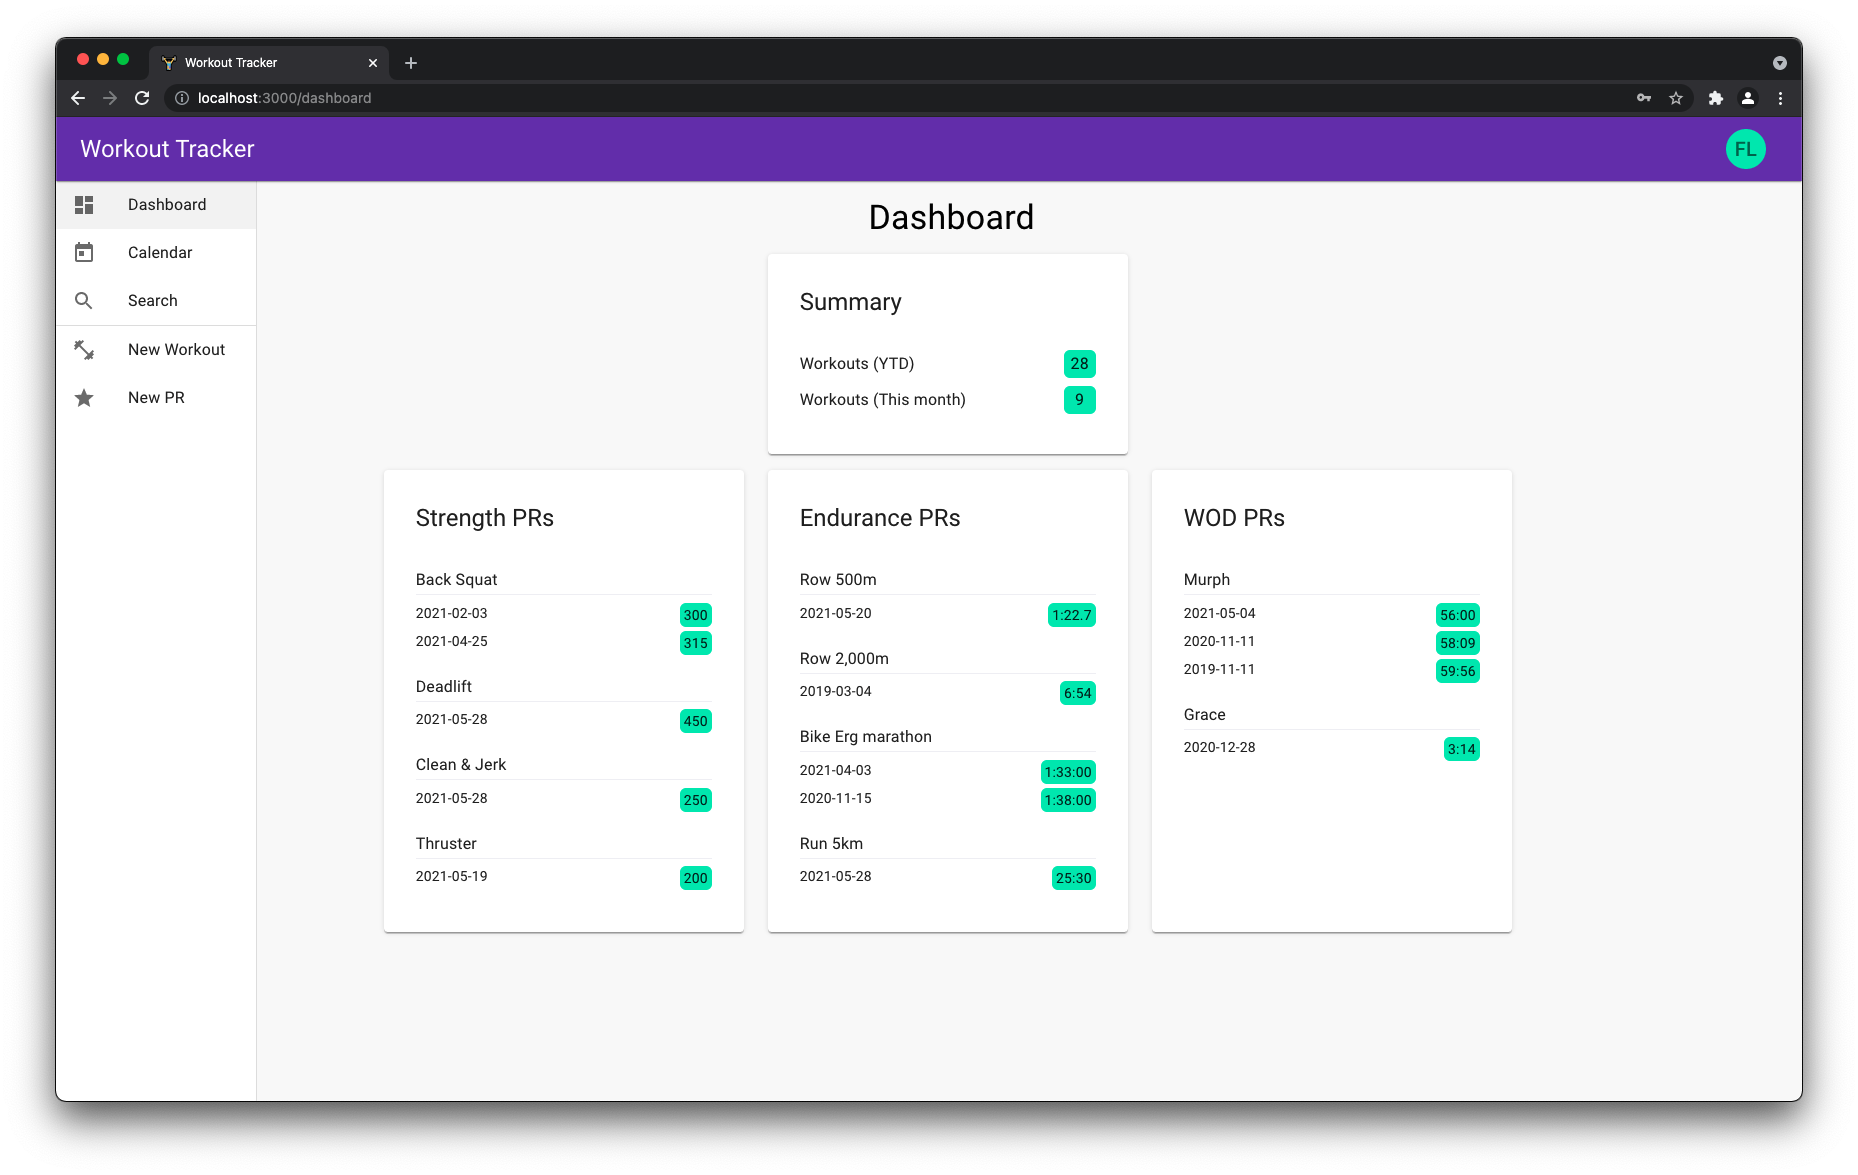 Workout Tracker
localhost:3000/dashboard
Workout Tracker
FL
Dashboard
Calendar
Search
New Workout
New PR
Dashboard
Summary
Workouts (YTD) 28
Workouts (This month) 9
Strength PRs
Back Squat
2021-02-03 300
2021-04-25 315
Deadlift
2021-05-28 450
Clean & Jerk
2021-05-28 250
Thruster
2021-05-19 200
Endurance PRs
Row 500m
2021-05-20 1:22.7
Row 2,000m
2019-03-04 6:54
Bike Erg marathon
2021-04-03 1:33:00
2020-11-15 1:38:00
Run 5km
2021-05-28 25:30
WOD PRs
Murph
2021-05-04 56:00
2020-11-11 58:09
2019-11-11 59:56
Grace
2020-12-28 3:14